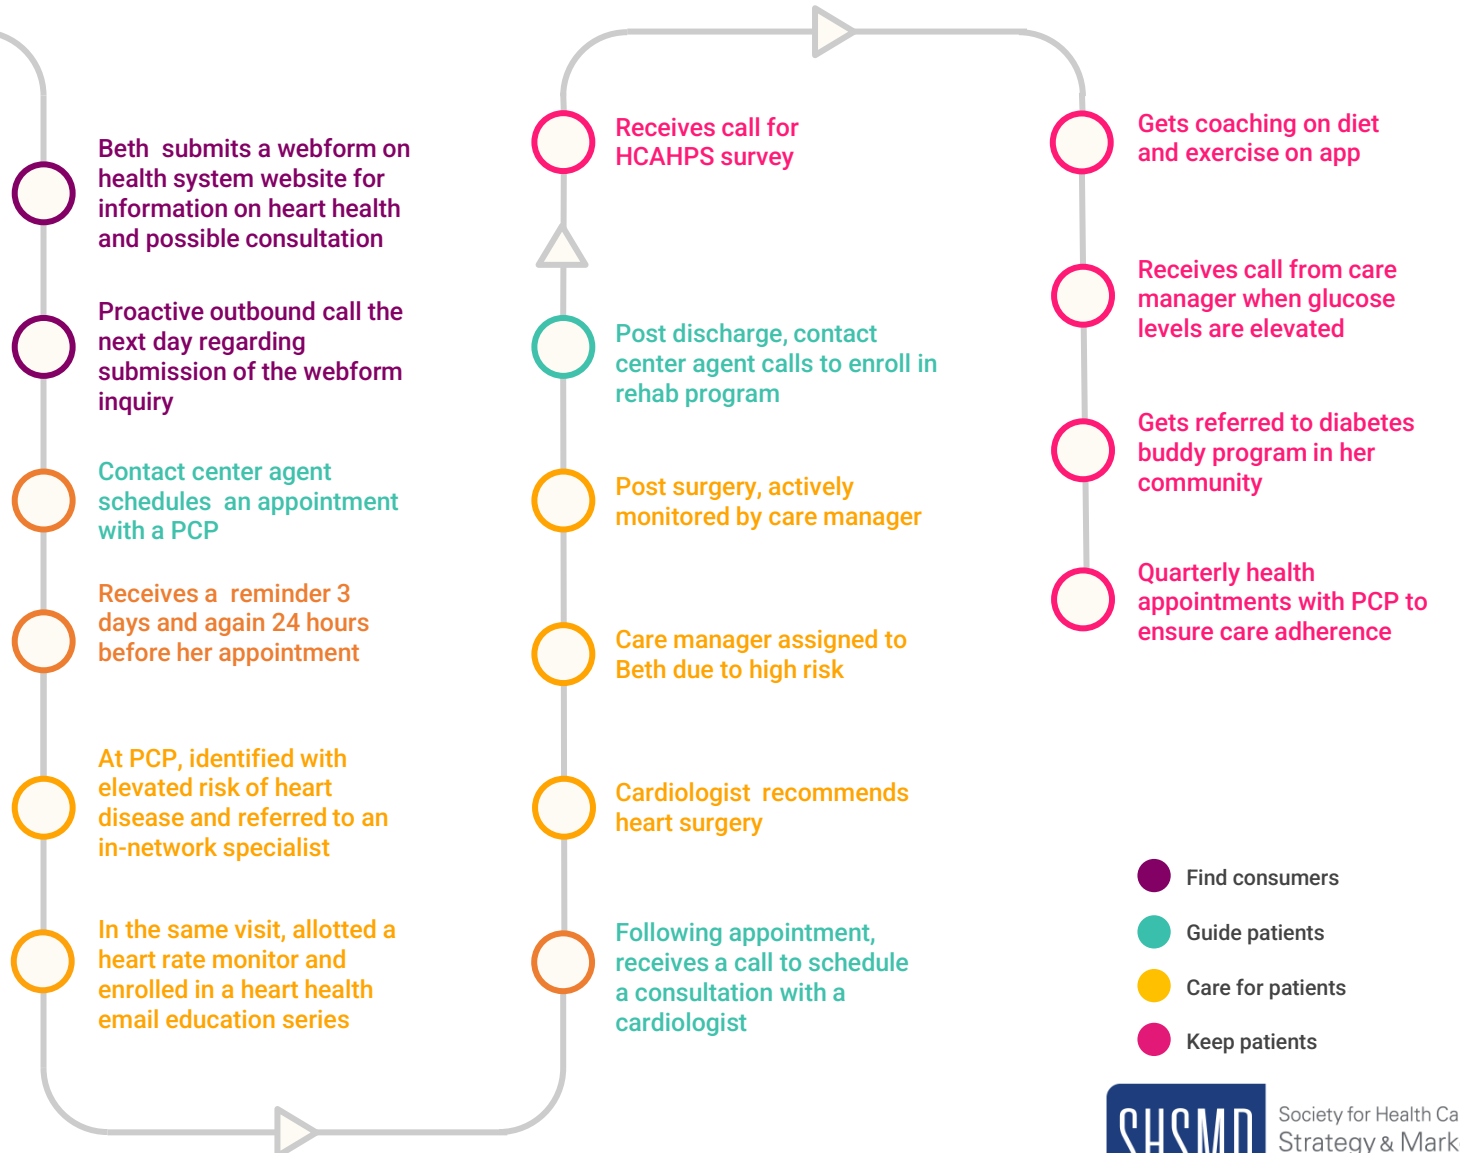 Beth submits a webform on
health system website for
information on heart health
and possible consultation
Proactive outbound call the
next day regarding
submission of the webform
inquiry
Contact center agent
schedules an appointment
with a PCP
Receives a reminder 3
days and again 24 hours
before her appointment
At PCP, identified with
elevated risk of heart
disease and referred to an
in-network specialist
In the same visit, allotted a
heart rate monitor and
enrolled in a heart health
email education series
Receives call for
HCAHPS survey
Post discharge, contact
center agent calls to enroll in
rehab program
Post surgery, actively
monitored by care manager
Care manager assigned to
Beth due to high risk
Cardiologist recommends
heart surgery
Following appointment,
receives a call to schedule
a consultation with a
cardiologist
Gets coaching on diet
and exercise on app
Receives call from care
manager when glucose
levels are elevated
Gets referred to diabetes
buddy program in her
community
Quarterly health
appointments with PCP to
ensure care adherence
Find consumers
Guide patients
Care for patients
Keep patients
SHSMD
Society for Health Ca
Strategy & Mark